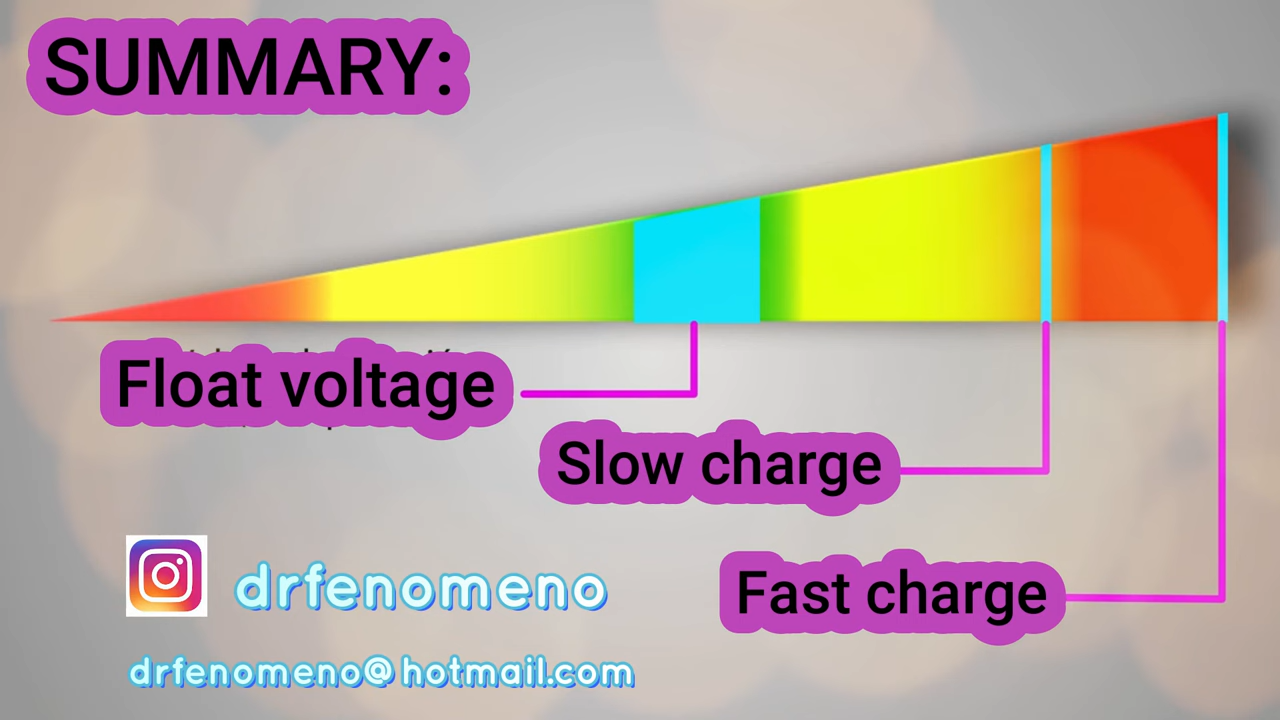 SUMMARY:
Float voltage
Slow charge
Fast charge
drfenomeno
drfenomeno@hotmail.com